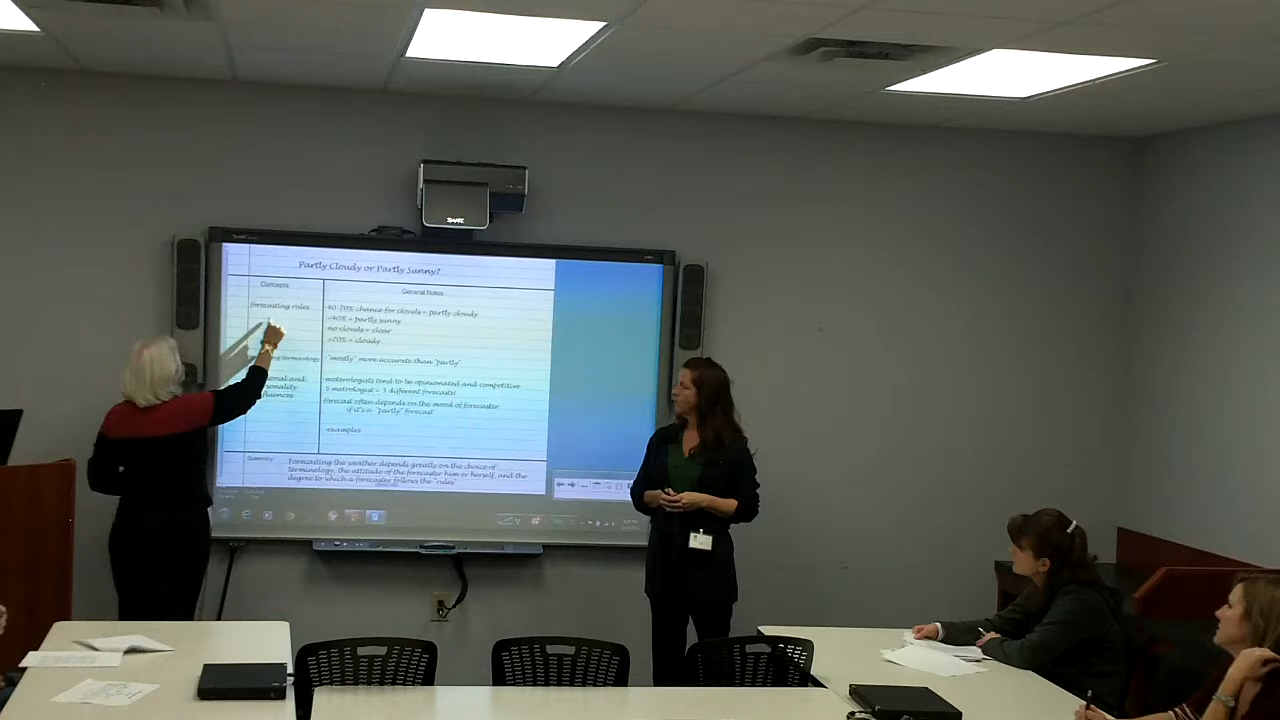 SMART
Partly Cloudy or Partly Sunny?
Concepts
General Notes
forecasting rules
40-70% chance for clouds = partly cloudy
<40% = partly sunny
no clouds = clear
>70% = cloudy
terminology
"mostly" more accurate than "partly"
and
meterologists tend to be opinionated and competitive
5 metrologist = 5 different forecasts!
forecast often depends on the mood of forecaster
if it's a "partly" forecast
examples
Summary:
Forecasting the weather depends greatly on the choice of
terminology, the attitude of the forecaster him or herself, and the
degree to which a forecaster follows the "rules"